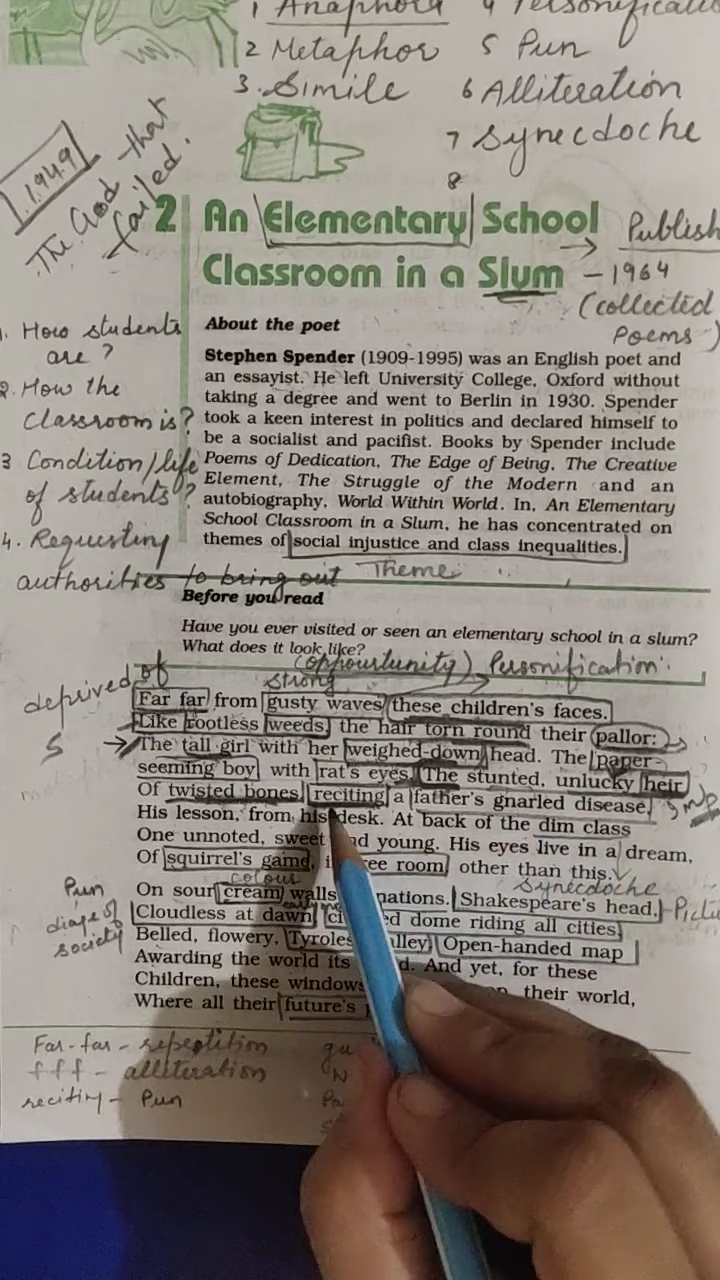 1 Anaphora 4 Personification
2 Metaphor 5 Pun
3. Simile 6 Alliteration
7 Synecdoche
8
1949
The God that
failed.
2 An Elementary School
Classroom in a Slum
Publish
- 1964
(collected
Poems)
1. How students
are?
2. How the
Classroom is?
3 Condition/life
of students?
4. Requesting
authorities to bring out
About the poet
Stephen Spender (1909-1995) was an English poet and
an essayist. He left University College, Oxford without
taking a degree and went to Berlin in 1930. Spender
took a keen interest in politics and declared himself to
be a socialist and pacifist. Books by Spender include
Poems of Dedication, The Edge of Being, The Creative
Element, The Struggle of the Modern and an
autobiography, World Within World. In, An Elementary
School Classroom in a Slum, he has concentrated on
themes of social injustice and class inequalities.
Theme
Before you read
Have you ever visited or seen an elementary school in a slum?
What does it look like?
(oppourtunity) Personification
deprived of
strong
Far far from gusty waves these children's faces.
Like rootless weeds, the hair torn round their pallor:
S
The tall girl with her weighed-down head. The paper-
seeming boy, with rat's eyes. The stunted, unlucky heir
Of twisted bones, reciting a father's gnarled disease,
His lesson, from his desk. At back of the dim class
One unnoted, sweet and young. His eyes live in a dream,
Of squirrel's game, in tree room, other than this.
colour
Synecdoche
Pun
On sour cream walls, nations. Shakespeare's head,
Cloudless at dawn, ed dome riding all cities.
Belled, flowery, Tyroles lley. Open-handed map
society
Awarding the world its d. And yet, for these
Children, these windows their world,
Where all their future's
Far-far - repetition
fff - alliteration
reciting - Pun
gu
N
Pa